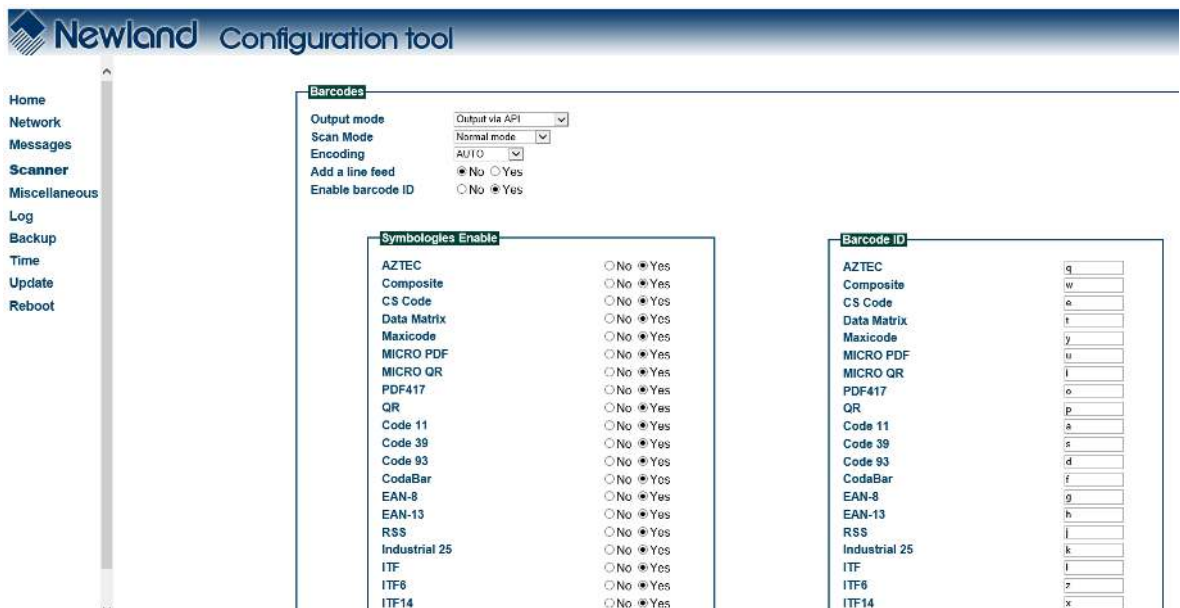 Newland Configuration tool
Home
Network
Messages
Scanner
Miscellaneous
Log
Backup
Time
Update
Reboot
Barcodes
Output mode Output via API
Scan Mode Normal mode
Encoding AUTO
Add a line feed No Yes
Enable barcode ID No Yes
Symbologies Enable
AZTEC No Yes
Composite No Yes
CS Code No Yes
Data Matrix No Yes
Maxicode No Yes
MICRO PDF No Yes
MICRO QR No Yes
PDF417 No Yes
QR No Yes
Code 11 No Yes
Code 39 No Yes
Code 93 No Yes
CodaBar No Yes
EAN-8 No Yes
EAN-13 No Yes
RSS No Yes
Industrial 25 No Yes
ITF No Yes
ITF6 No Yes
ITF14 No Yes
Barcode ID
AZTEC q
Composite w
CS Code e
Data Matrix t
Maxicode y
MICRO PDF u
MICRO QR i
PDF417 o
QR p
Code 11 a
Code 39 s
Code 93 d
CodaBar f
EAN-8 g
EAN-13 h
RSS j
Industrial 25 k
ITF l
ITF6 z
ITF14 x